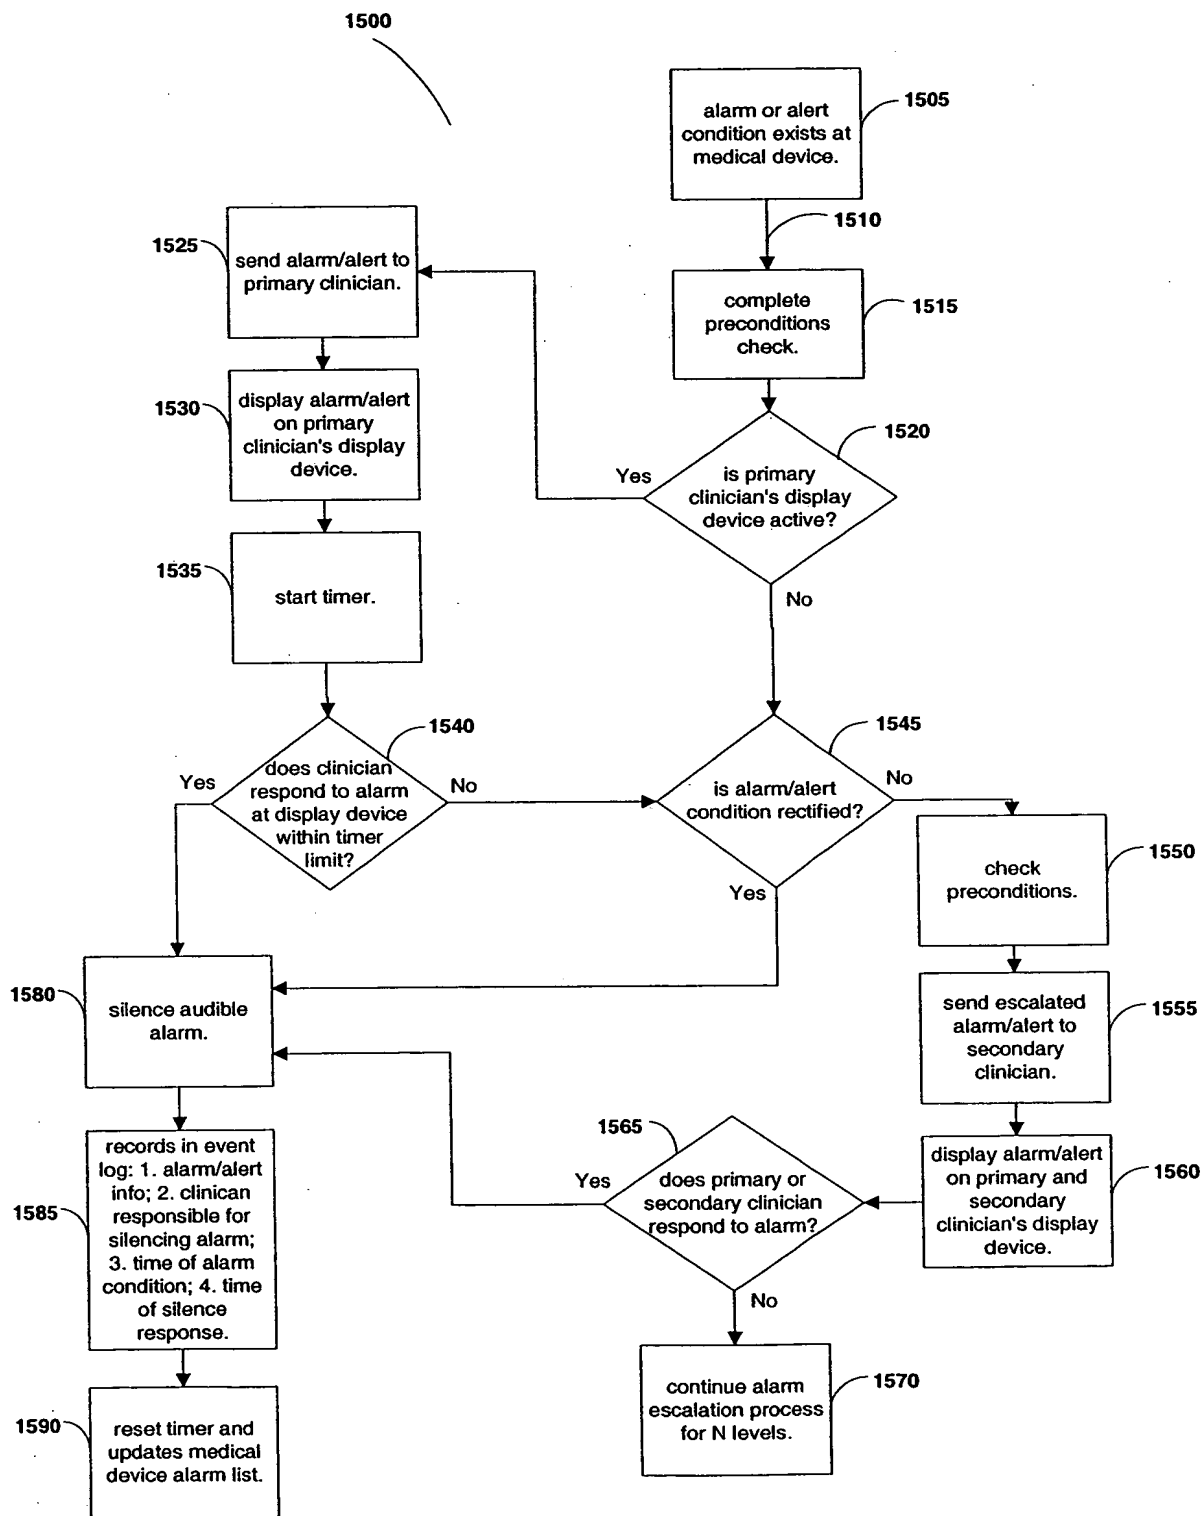 1500
alarm or alert
condition exists at
medical device.
1505
1510
complete
preconditions
check.
1515
is primary
clinician's display
device active?
1520
Yes
No
send alarm/alert to
primary clinician.
1525
display alarm/alert
on primary
clinician's display
device.
1530
start timer.
1535
does clinician
respond to alarm
at display device
within timer
limit?
1540
Yes
No
is alarm/alert
condition rectified?
1545
No
Yes
check
preconditions.
1550
send escalated
alarm/alert to
secondary
clinician.
1555
display alarm/alert
on primary and
secondary
clinician's display
device.
1560
does primary or
secondary clinician
respond to alarm?
1565
Yes
No
continue alarm
escalation process
for N levels.
1570
silence audible
alarm.
1580
records in event
log: 1. alarm/alert
info; 2. clinican
responsible for
silencing alarm;
3. time of alarm
condition; 4. time
of silence
response.
1585
reset timer and
updates medical
device alarm list.
1590